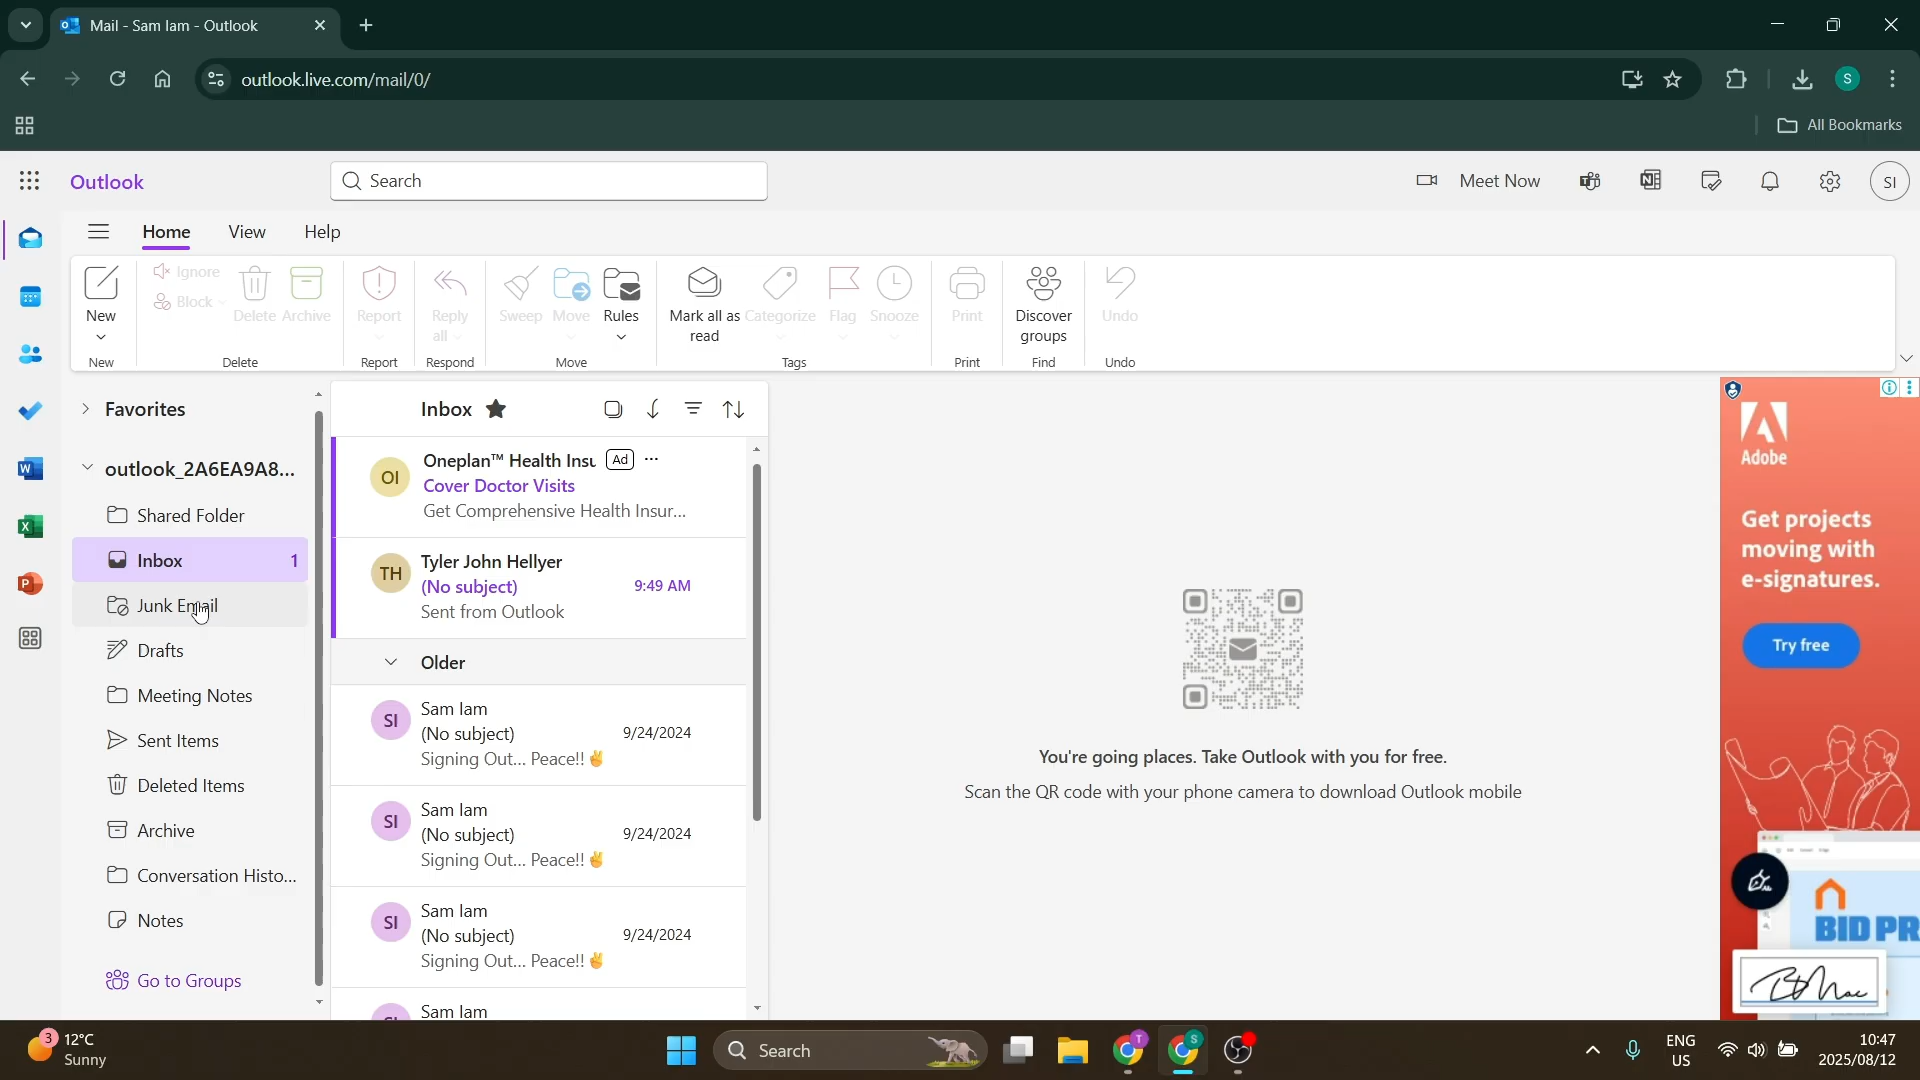 Mail - Sam Iam - Outlook
outlook.live.com/mail/0/
S
All Bookmarks
Outlook
Search
Meet Now
SI
Home
View
Help
New
Ignore
Block
Delete
Archive
Report
Reply all
Sweep
Move
Rules
Mark all as read
Categorize
Flag
Snooze
Print
Discover groups
Undo
New
Delete
Report
Respond
Move
Tags
Print
Find
Undo
Favorites
outlook_2A6EA9A8...
Shared Folder
Inbox 1
Junk Email
Drafts
Meeting Notes
Sent Items
Deleted Items
Archive
Conversation Histo...
Notes
Go to Groups
Inbox
OI
Oneplan™ Health Insu
Ad
Cover Doctor Visits
Get Comprehensive Health Insur...
TH
Tyler John Hellyer
(No subject)
9:49 AM
Sent from Outlook
Older
SI
Sam Iam
(No subject)
9/24/2024
Signing Out... Peace!!✌
SI
Sam Iam
(No subject)
9/24/2024
Signing Out... Peace!!✌
SI
Sam Iam
(No subject)
9/24/2024
Signing Out... Peace!!✌
Sam Iam
You're going places. Take Outlook with you for free.
Scan the QR code with your phone camera to download Outlook mobile
Adobe
Get projects
moving with
e-signatures.
Try free
BID PR
3
12°C
Sunny
Search
T
S
ENG
US
10:47
2025/08/12